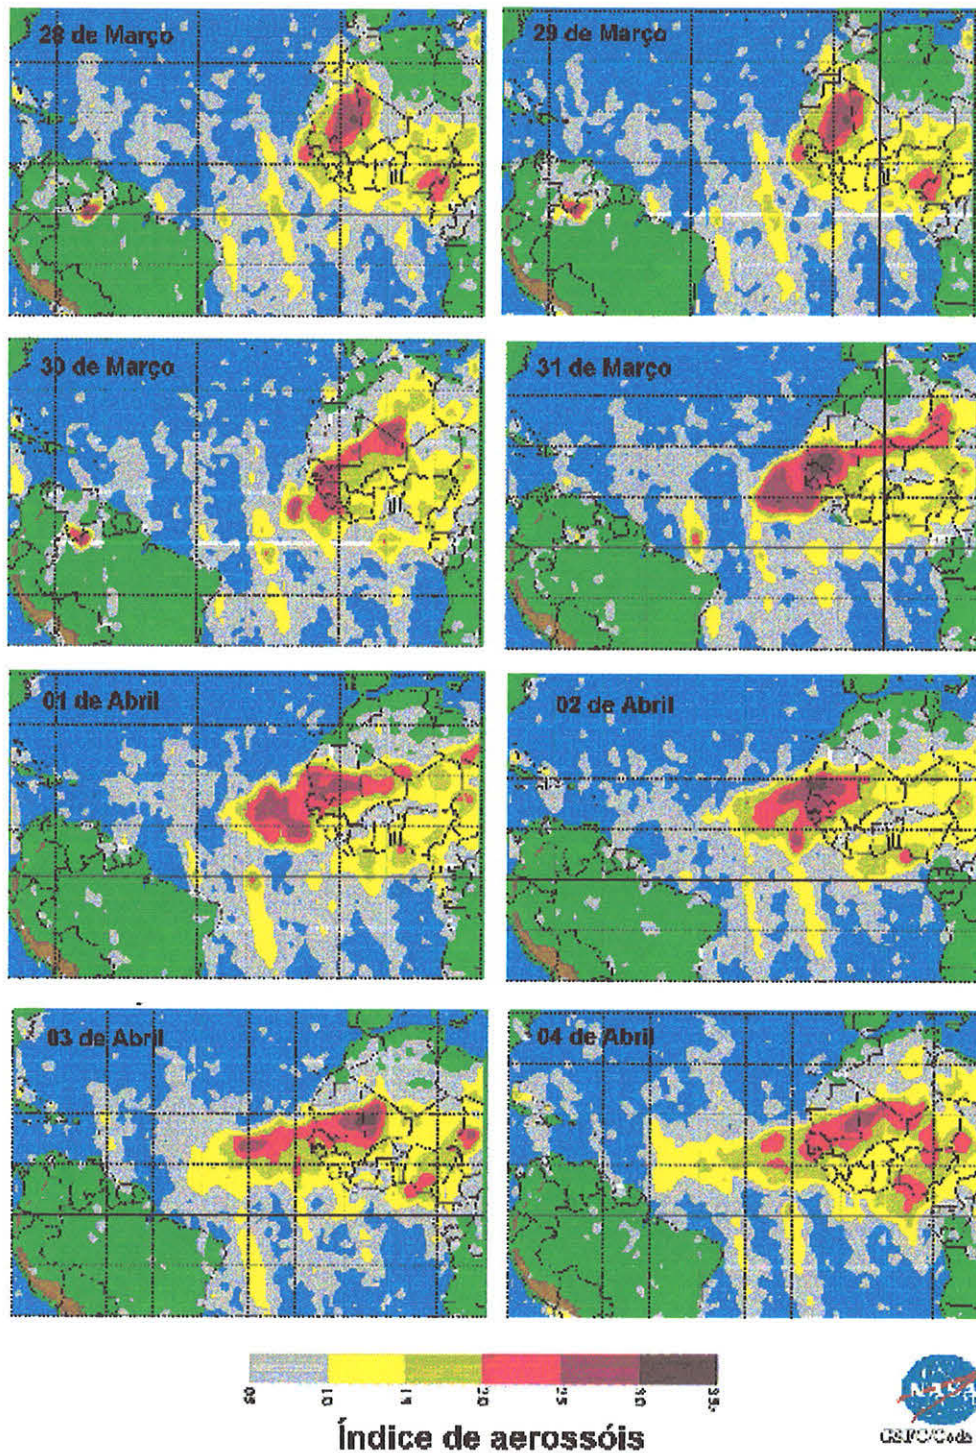 28 de Março
29 de Março
30 de Março
31 de Março
01 de Abril
02 de Abril
03 de Abril
04 de Abril
Índice de aerossóis
NASA